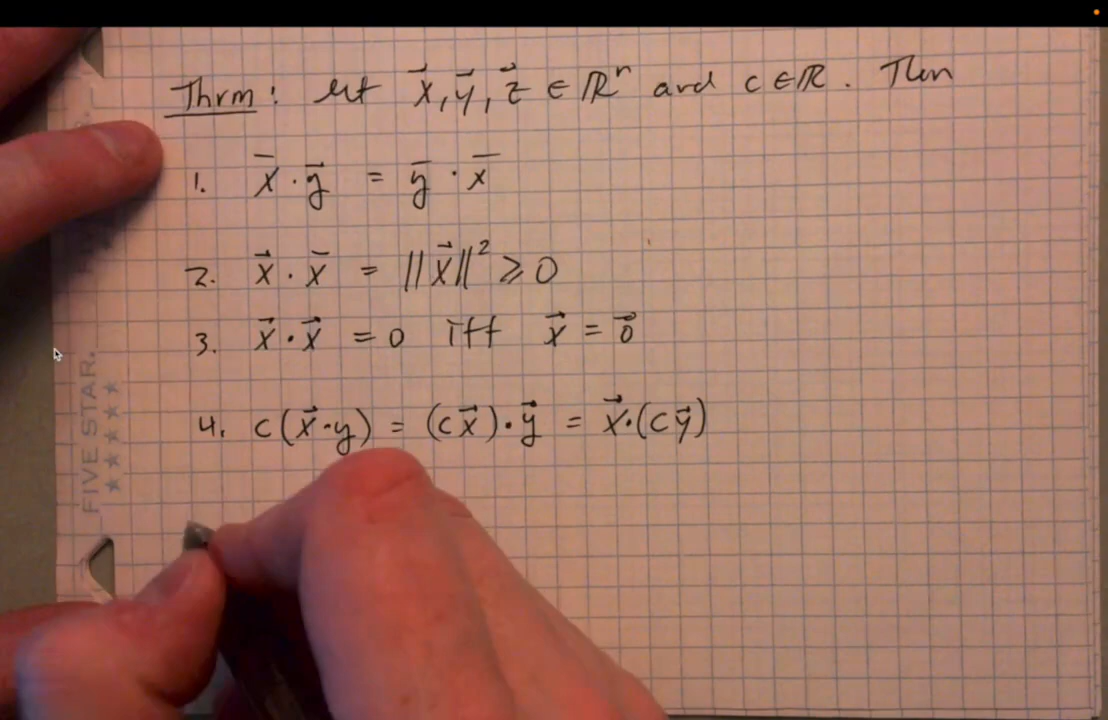 Thrm: let x⃗, y⃗, z⃗ ∈ ℝⁿ and c ∈ ℝ. Then
1. x̄ · y⃗ = ȳ · x̄
2. x⃗ · x̄ = ||x⃗||² ⩾ 0
3. x⃗ · x⃗ = 0 iff x⃗ = 0⃗
4. c(x⃗ · y) = (cx⃗) · y⃗ = x⃗ · (cy⃗)
FIVE STAR.
★★★★★